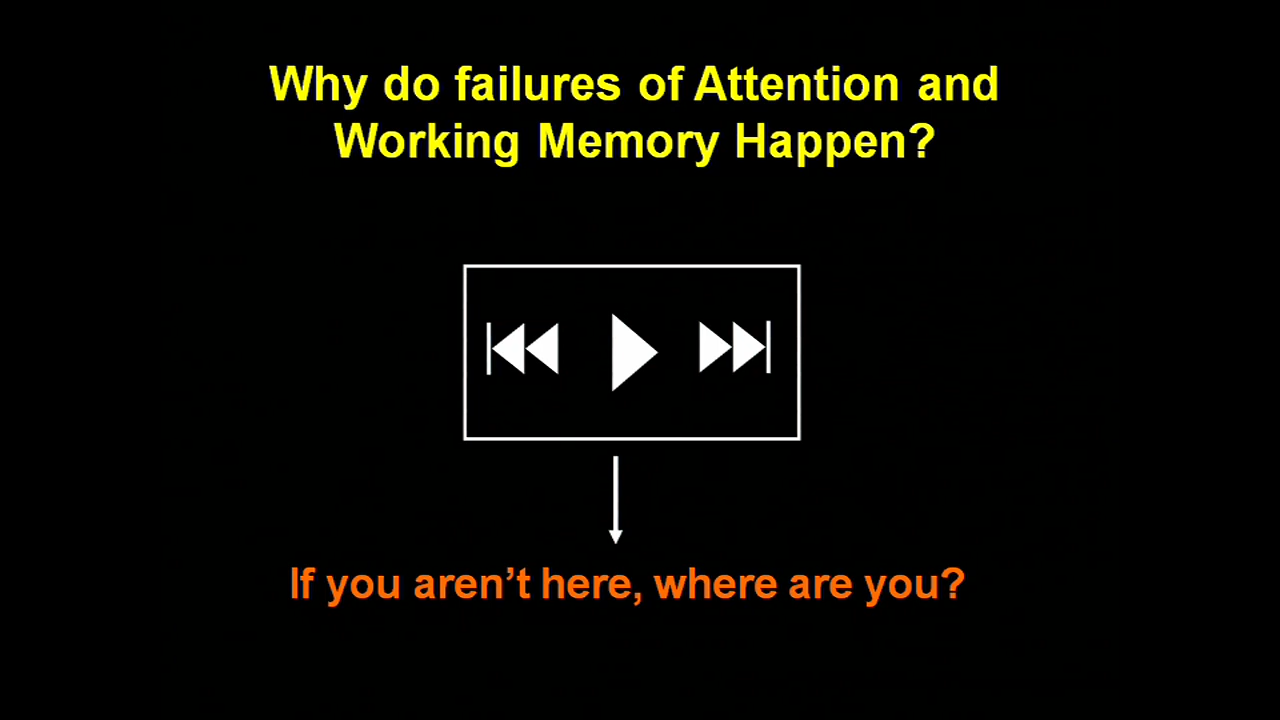 Why do failures of Attention and
Working Memory Happen?
If you aren’t here, where are you?